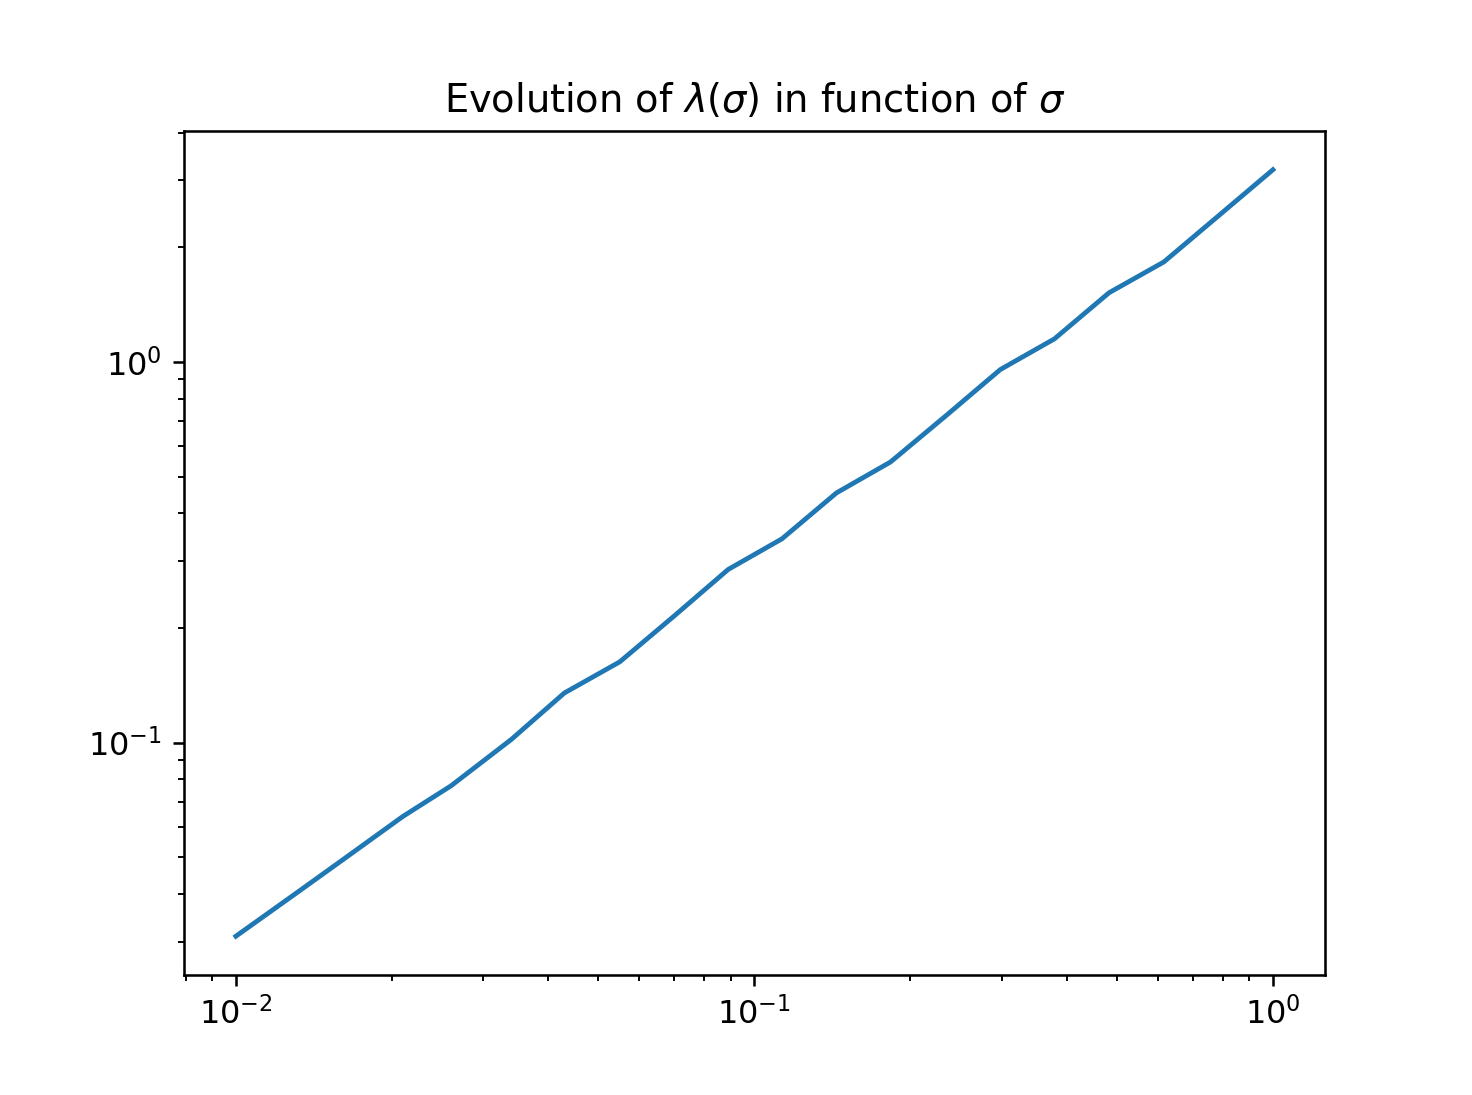 Evolution of λ(σ) in function of σ
10⁰
10⁻¹
10⁻² 10⁻¹ 10⁰